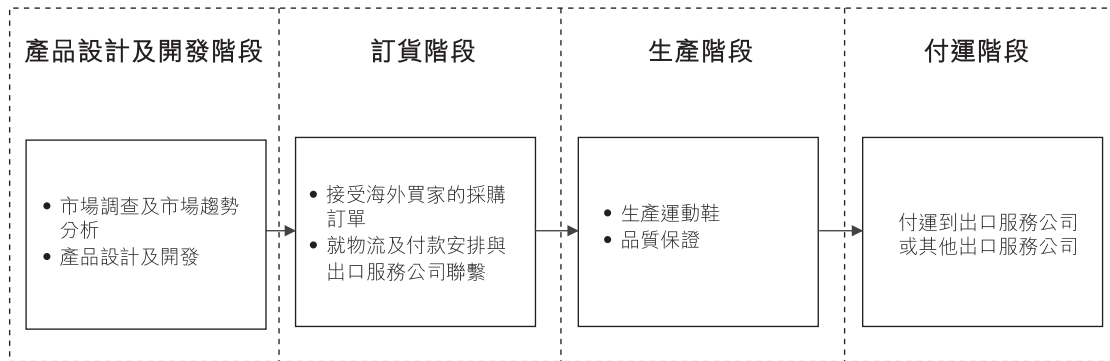 產品設計及開發階段
訂貨階段
生產階段
付運階段
• 市場調查及市場趨勢
分析
• 產品設計及開發
• 接受海外買家的採購
訂單
• 就物流及付款安排與
出口服務公司聯繫
• 生產運動鞋
• 品質保證
付運到出口服務公司
或其他出口服務公司